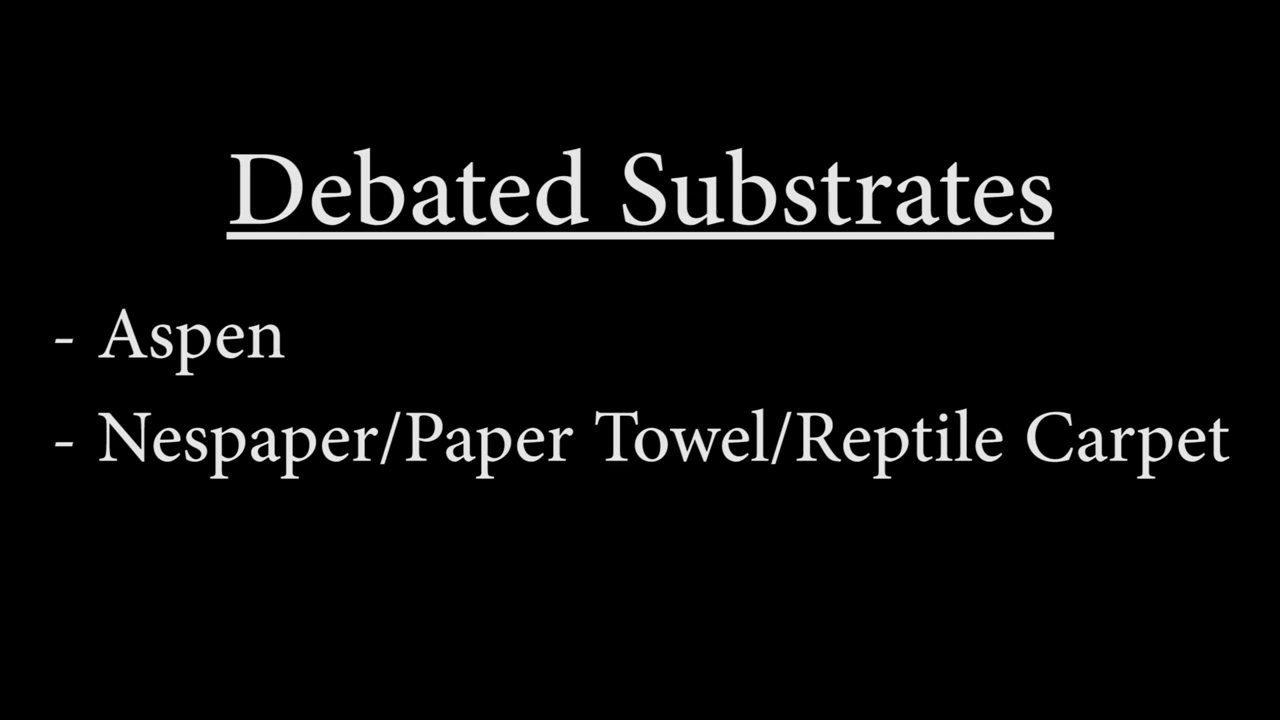 Debated Substrates
- Aspen
- Nespaper/Paper Towel/Reptile Carpet